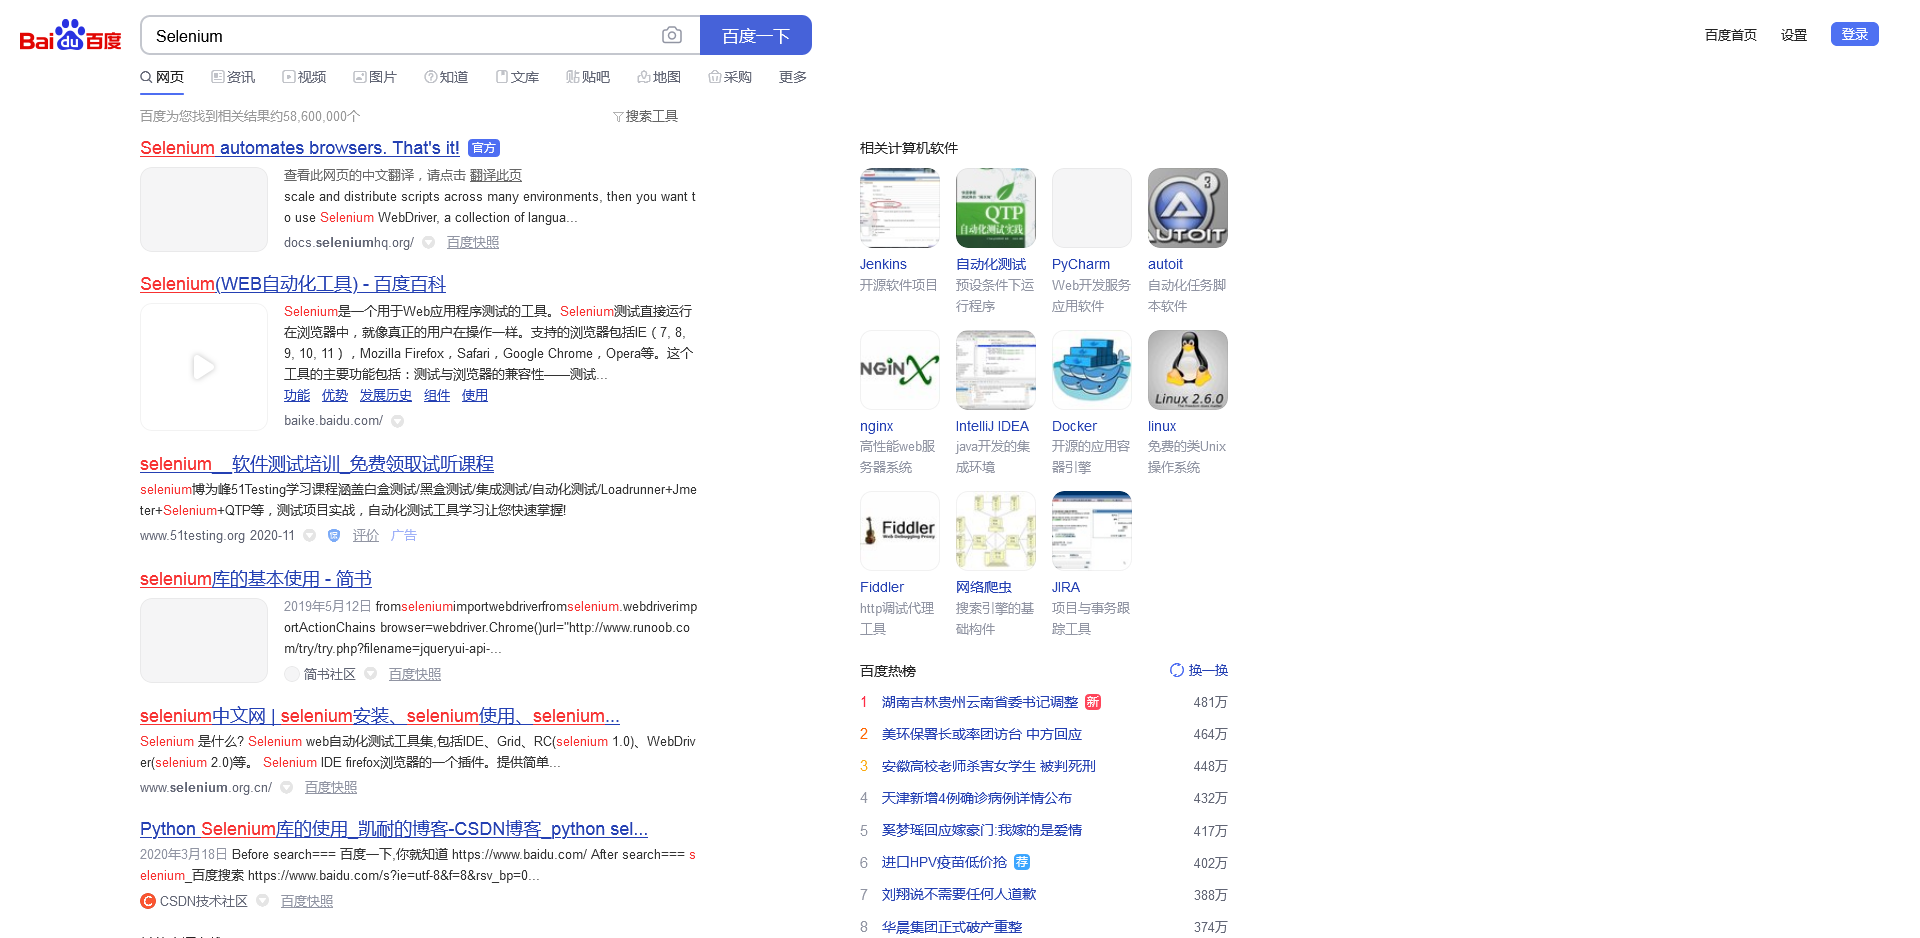 Bai du 百度
Selenium
百度一下
百度首页 设置 登录
网页 资讯 视频 图片 知道 文库 贴吧 地图 采购 更多
百度为您找到相关结果约58,600,000个
搜索工具
Selenium automates browsers. That's it! 官方
查看此网页的中文翻译，请点击 翻译此页
scale and distribute scripts across many environments, then you want t
o use Selenium WebDriver, a collection of langua...
docs.seleniumhq.org/ 百度快照
Selenium(WEB自动化工具) - 百度百科
Selenium是一个用于Web应用程序测试的工具。Selenium测试直接运行
在浏览器中，就像真正的用户在操作一样。支持的浏览器包括IE（7, 8,
9, 10, 11），Mozilla Firefox，Safari，Google Chrome，Opera等。这个
工具的主要功能包括：测试与浏览器的兼容性——测试...
功能 优势 发展历史 组件 使用
baike.baidu.com/
selenium__软件测试培训_免费领取试听课程
selenium博为峰51Testing学习课程涵盖白盒测试/黑盒测试/集成测试/自动化测试/Loadrunner+Jme
ter+Selenium+QTP等，测试项目实战，自动化测试工具学习让您快速掌握!
www.51testing.org 2020-11 评价 广告
selenium库的基本使用 - 简书
2019年5月12日 fromseleniumimportwebdriverfromselenium.webdriverimp
ortActionChains browser=webdriver.Chrome()url="http://www.runoob.co
m/try/try.php?filename=jqueryui-api-...
简书社区 百度快照
selenium中文网 | selenium安装、selenium使用、selenium...
Selenium 是什么? Selenium web自动化测试工具集,包括IDE、Grid、RC(selenium 1.0)、WebDriv
er(selenium 2.0)等。 Selenium IDE firefox浏览器的一个插件。提供简单...
www.selenium.org.cn/ 百度快照
Python Selenium库的使用_凯耐的博客-CSDN博客_python sel...
2020年3月18日 Before search=== 百度一下,你就知道 https://www.baidu.com/ After search=== s
elenium_百度搜索 https://www.baidu.com/s?ie=utf-8&f=8&rsv_bp=0...
C CSDN技术社区 百度快照
相关计算机软件
QTP
自动化测试实践
3
AUTOIT
Jenkins 自动化测试 PyCharm autoit
开源软件项目 预设条件下运 Web开发服务 自动化任务脚
行程序 应用软件 本软件
NGiNX
Linux 2.6.0
nginx IntelliJ IDEA Docker linux
高性能web服 java开发的集 开源的应用容 免费的类Unix
务器系统 成环境 器引擎 操作系统
Fiddler
Web Debugging Proxy
Fiddler 网络爬虫 JIRA
http调试代理 搜索引擎的基 项目与事务跟
工具 础构件 踪工具
百度热榜 换一换
1 湖南吉林贵州云南省委书记调整 新 481万
2 美环保署长或率团访台 中方回应 464万
3 安徽高校老师杀害女学生 被判死刑 448万
4 天津新增4例确诊病例详情公布 432万
5 奚梦瑶回应嫁豪门:我嫁的是爱情 417万
6 进口HPV疫苗低价抢 荐 402万
7 刘翔说不需要任何人道歉 388万
8 华晨集团正式破产重整 374万